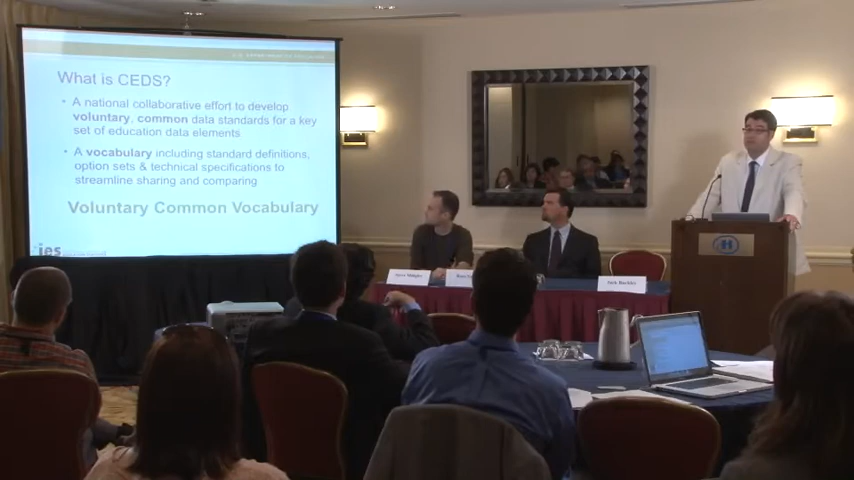 What is CEDS?
• A national collaborative effort to develop
voluntary, common data standards for a key
set of education data elements
• A vocabulary including standard definitions,
option sets & technical specifications to
streamline sharing and comparing
Voluntary Common Vocabulary
ies
H